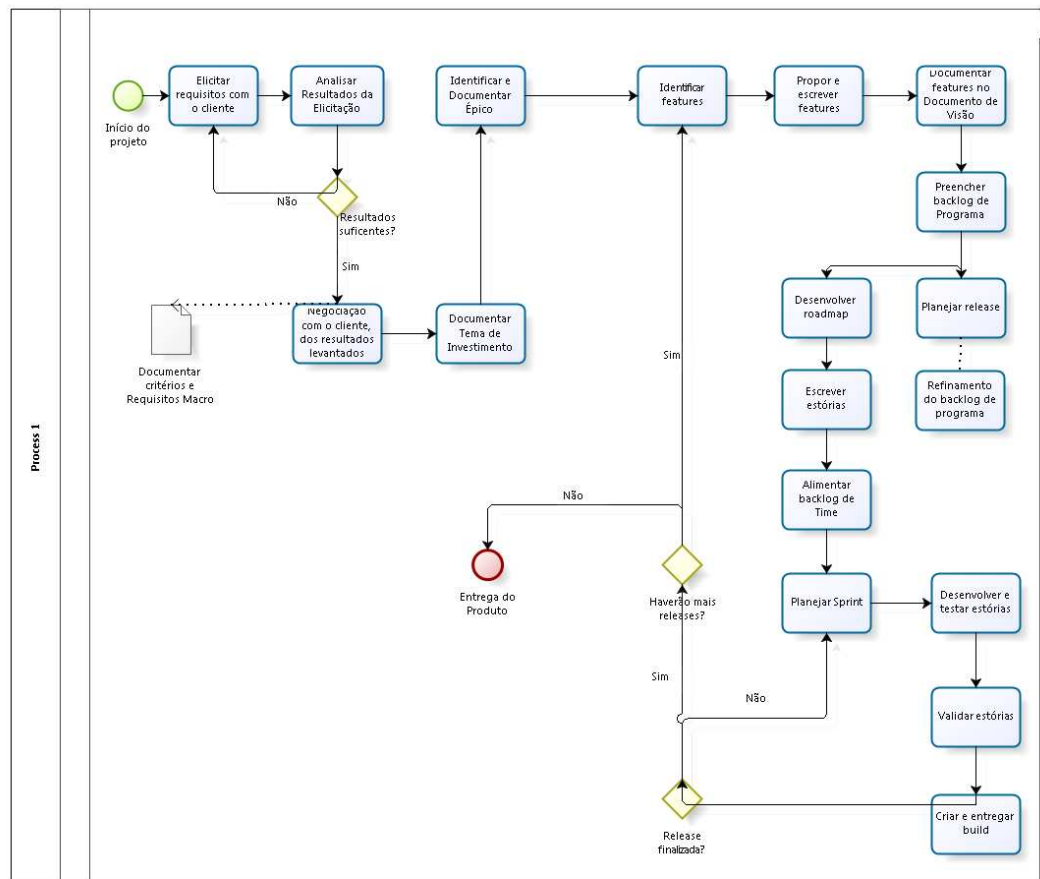 Process 1
Início do
projeto
Elicitar
requisitos com
o cliente
Analisar
Resultados da
Elicitação
Identificar e
Documentar
Épico
Identificar
features
Propor e
escrever
features
Documentar
features no
Documento de
Visão
Não
Resultados
suficentes?
Sim
Preencher
backlog de
Programa
Documentar
critérios e
Requisitos Macro
Negociação
com o cliente,
dos resultados
levantados
Documentar
Tema de
Investimento
Desenvolver
roadmap
Planejar release
Sim
Escrever
estórias
Refinamento
do backlog de
programa
Alimentar
backlog de
Time
Não
Entrega do
Produto
Haverão mais
releases?
Planejar Sprint
Desenvolver e
testar estórias
Sim
Não
Validar estórias
Release
finalizada?
Criar e entregar
build